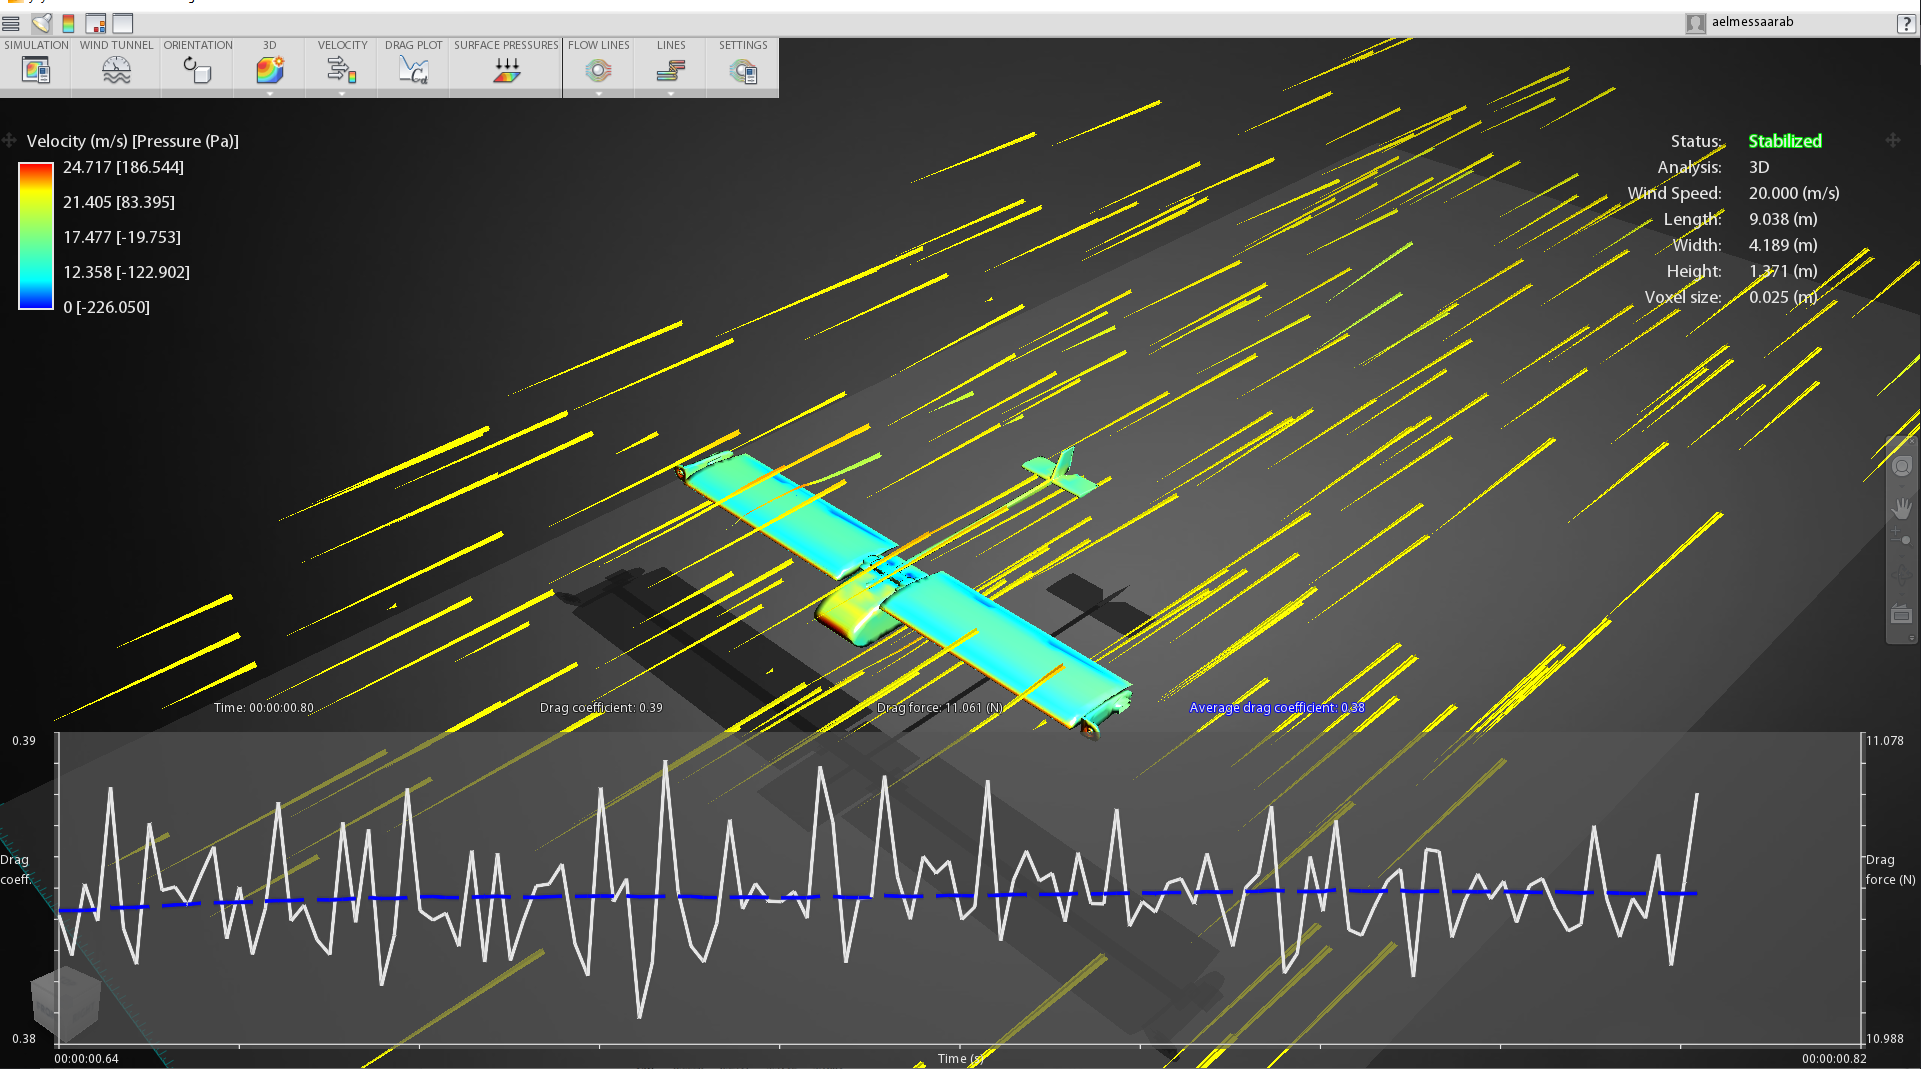 aelmessaarab
?
SIMULATION WIND TUNNEL ORIENTATION 3D VELOCITY DRAG PLOT SURFACE PRESSURES FLOW LINES LINES SETTINGS
Cd
Velocity (m/s) [Pressure (Pa)]
24.717 [186.544]
21.405 [83.395]
17.477 [-19.753]
12.358 [-122.902]
0 [-226.050]
Status: Stabilized
Analysis: 3D
Wind Speed: 20.000 (m/s)
Length: 9.038 (m)
Width: 4.189 (m)
Height: 1.371 (m)
Voxel size: 0.025 (m)
Time: 00:00:00.80 Drag coefficient: 0.39 Drag force: 11.061 (N) Average drag coefficient: 0.38
0.39
11.078
Drag
coeff.
Drag
force (N)
0.38
10.988
00:00:00.64 Time (s) 00:00:00.82